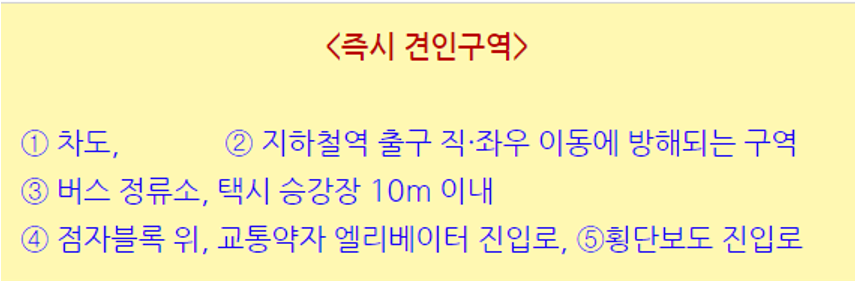 <즉시 견인구역>
① 차도, ② 지하철역 출구 직·좌우 이동에 방해되는 구역
③ 버스 정류소, 택시 승강장 10m 이내
④ 점자블록 위, 교통약자 엘리베이터 진입로, ⑤횡단보도 진입로